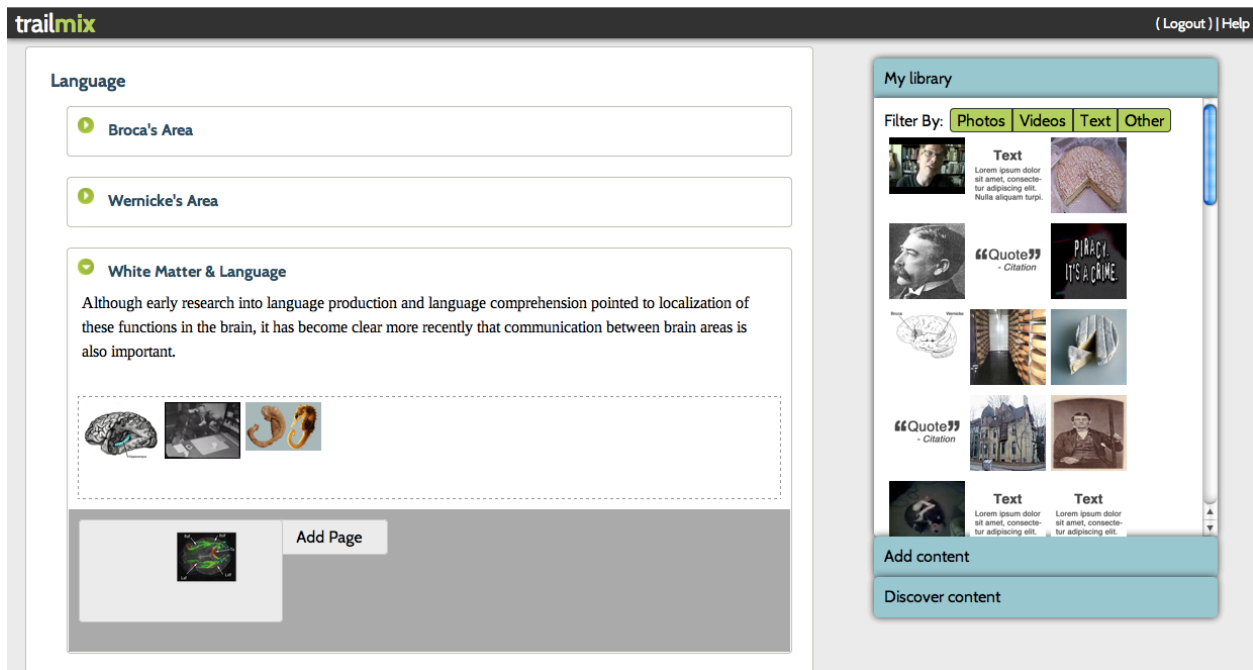 trailmix
( Logout ) | Help
Language
Broca's Area
Wernicke's Area
White Matter & Language
Although early research into language production and language comprehension pointed to localization of
these functions in the brain, it has become clear more recently that communication between brain areas is
also important.
Add Page
My library
Filter By: Photos Videos Text Other
Text
Lorem ipsum dolor
sit amet, consecte-
tur adipiscing elit.
Nulla aliquam turpi.
“Quote”
- Citation
PIRACY.
IT'S A CRIME.
Broca Wernicke
“Quote”
- Citation
Text
Lorem ipsum dolor
sit amet, consecte-
tur adipiscing elit.
Text
Lorem ipsum dolor
sit amet, consecte-
tur adipiscing elit.
Add content
Discover content